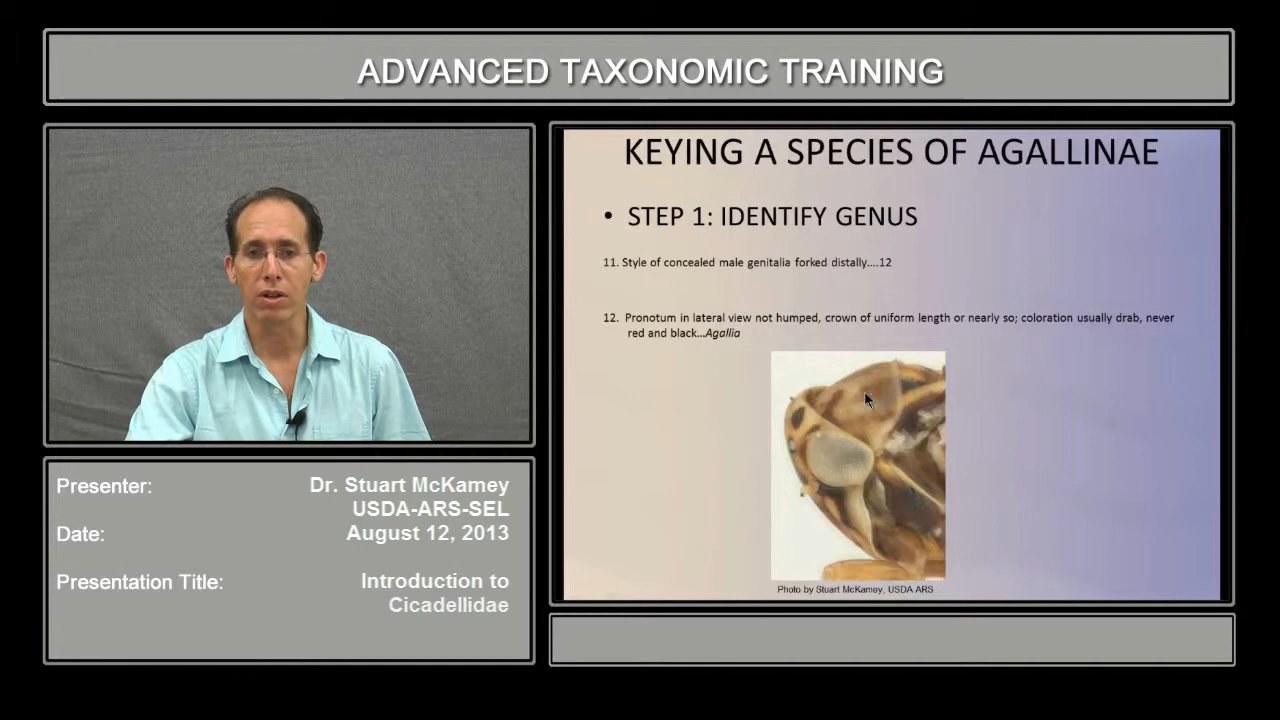 ADVANCED TAXONOMIC TRAINING
KEYING A SPECIES OF AGALLINAE
• STEP 1: IDENTIFY GENUS
11. Style of concealed male genitalia forked distally....12
12. Pronotum in lateral view not humped, crown of uniform length or nearly so; coloration usually drab, never
red and black...Agallia
Photo by Stuart McKamey, USDA ARS
Presenter: Dr. Stuart McKamey
USDA-ARS-SEL
Date: August 12, 2013
Presentation Title: Introduction to
Cicadellidae